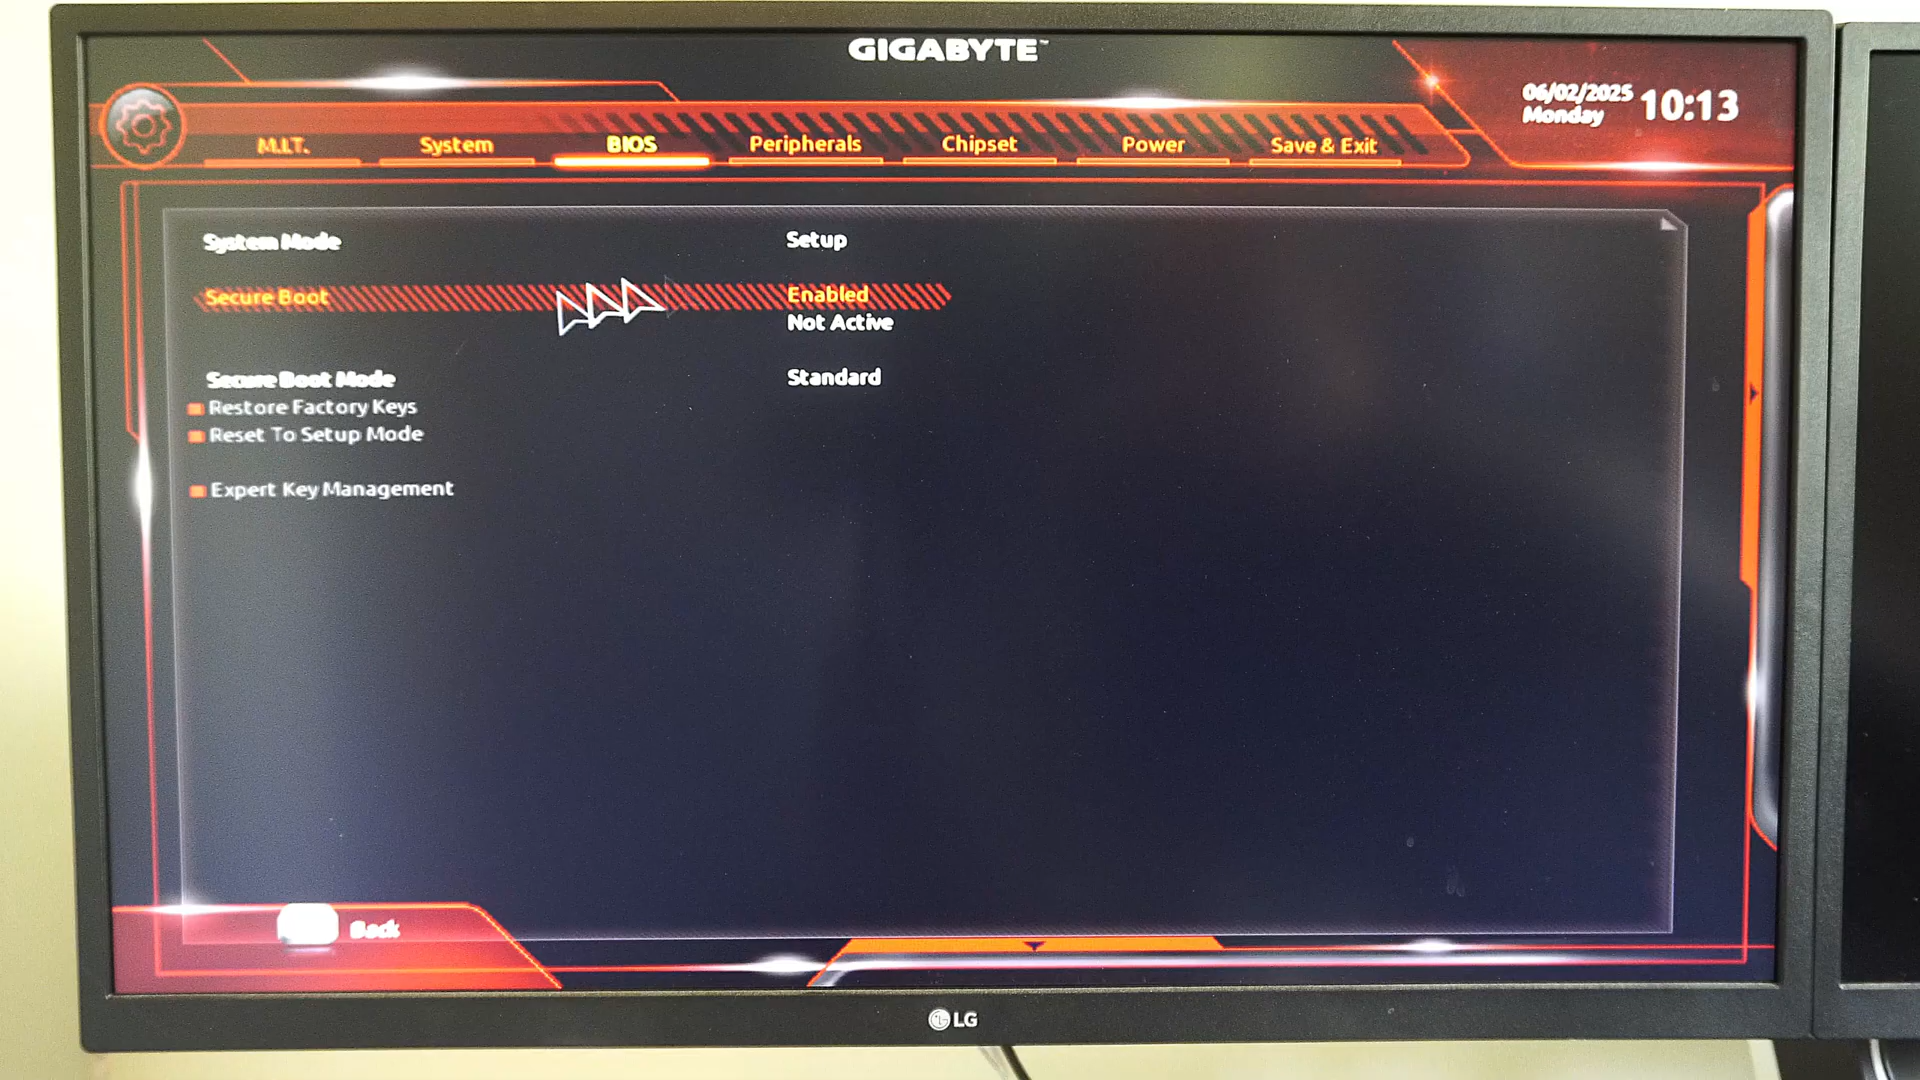 GIGABYTE™
06/02/2025
Monday
10:13
M.I.T. System BIOS Peripherals Chipset Power Save & Exit
System Mode Setup
Secure Boot Enabled
Not Active
Secure Boot Mode Standard
Restore Factory Keys
Reset To Setup Mode
Expert Key Management
Back
LG